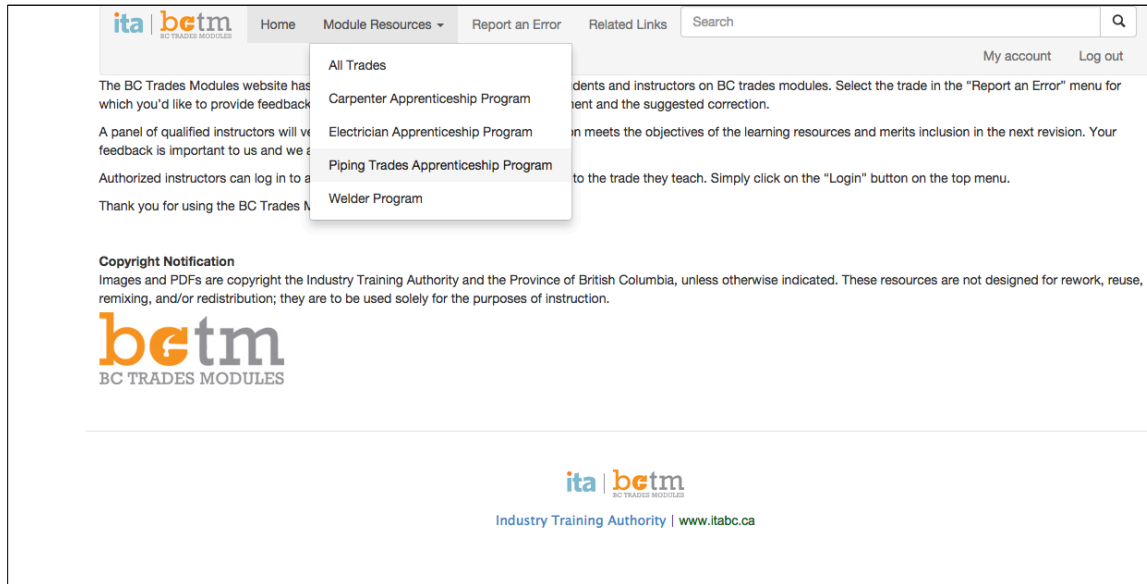 ita | bctm
BC TRADES MODULES
Home Module Resources Report an Error Related Links Search
My account Log out
All Trades
Carpenter Apprenticeship Program
Electrician Apprenticeship Program
Piping Trades Apprenticeship Program
Welder Program
The BC Trades Modules website has dents and instructors on BC trades modules. Select the trade in the "Report an Error" menu for
which you'd like to provide feedback ent and the suggested correction.
A panel of qualified instructors will ve on meets the objectives of the learning resources and merits inclusion in the next revision. Your
feedback is important to us and we a
Authorized instructors can log in to a to the trade they teach. Simply click on the "Login" button on the top menu.
Thank you for using the BC Trades M
Copyright Notification
Images and PDFs are copyright the Industry Training Authority and the Province of British Columbia, unless otherwise indicated. These resources are not designed for rework, reuse,
remixing, and/or redistribution; they are to be used solely for the purposes of instruction.
bctm
BC TRADES MODULES
ita | bctm
BC TRADES MODULES
Industry Training Authority | www.itabc.ca